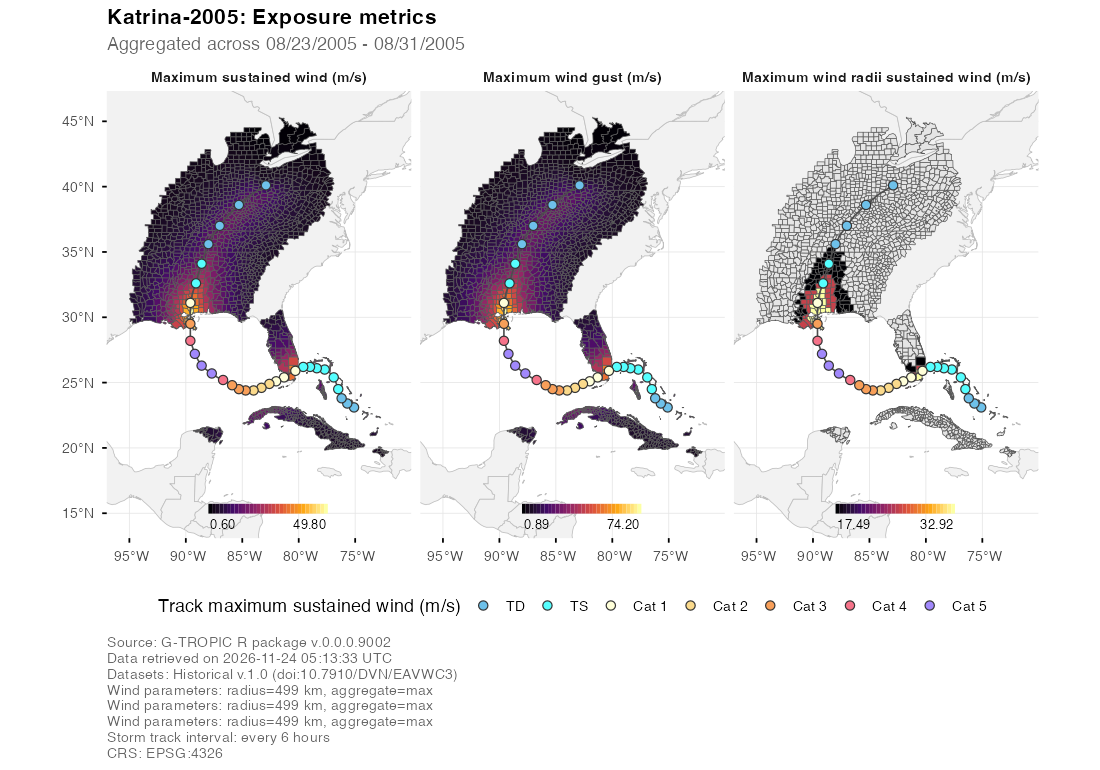 Katrina-2005: Exposure metrics
Aggregated across 08/23/2005 - 08/31/2005
Maximum sustained wind (m/s) Maximum wind gust (m/s) Maximum wind radii sustained wind (m/s)
45°N
40°N
35°N
30°N
25°N
20°N
15°N
0.60 49.80 0.89 74.20 17.49 32.92
95°W 90°W 85°W 80°W 75°W 95°W 90°W 85°W 80°W 75°W 95°W 90°W 85°W 80°W 75°W
Track maximum sustained wind (m/s) TD TS Cat 1 Cat 2 Cat 3 Cat 4 Cat 5
Source: G-TROPIC R package v.0.0.0.9002
Data retrieved on 2026-11-24 05:13:33 UTC
Datasets: Historical v.1.0 (doi:10.7910/DVN/EAVWC3)
Wind parameters: radius=499 km, aggregate=max
Wind parameters: radius=499 km, aggregate=max
Wind parameters: radius=499 km, aggregate=max
Storm track interval: every 6 hours
CRS: EPSG:4326